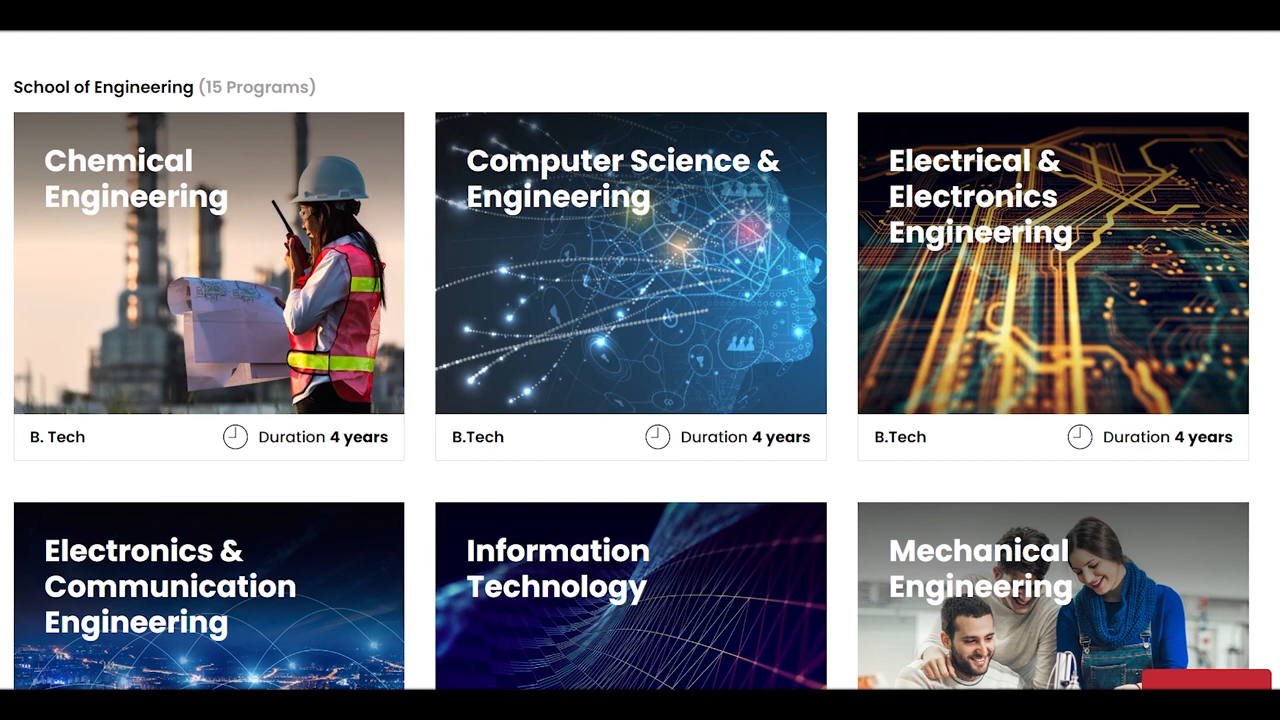 School of Engineering (15 Programs)
Chemical
Engineering
Computer Science &
Engineering
Electrical &
Electronics
Engineering
B. Tech
Duration 4 years
B.Tech
Duration 4 years
B.Tech
Duration 4 years
Electronics &
Communication
Engineering
Information
Technology
Mechanical
Engineering